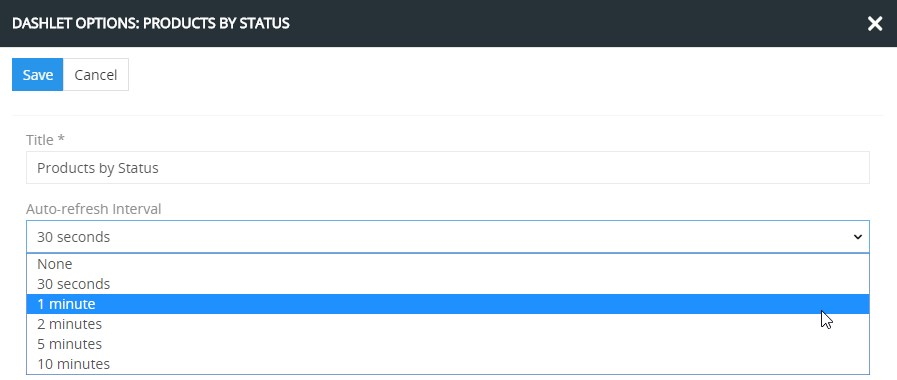 DASHLET OPTIONS: PRODUCTS BY STATUS
Save Cancel
Title *
Products by Status
Auto-refresh Interval
30 seconds
None
30 seconds
1 minute
2 minutes
5 minutes
10 minutes